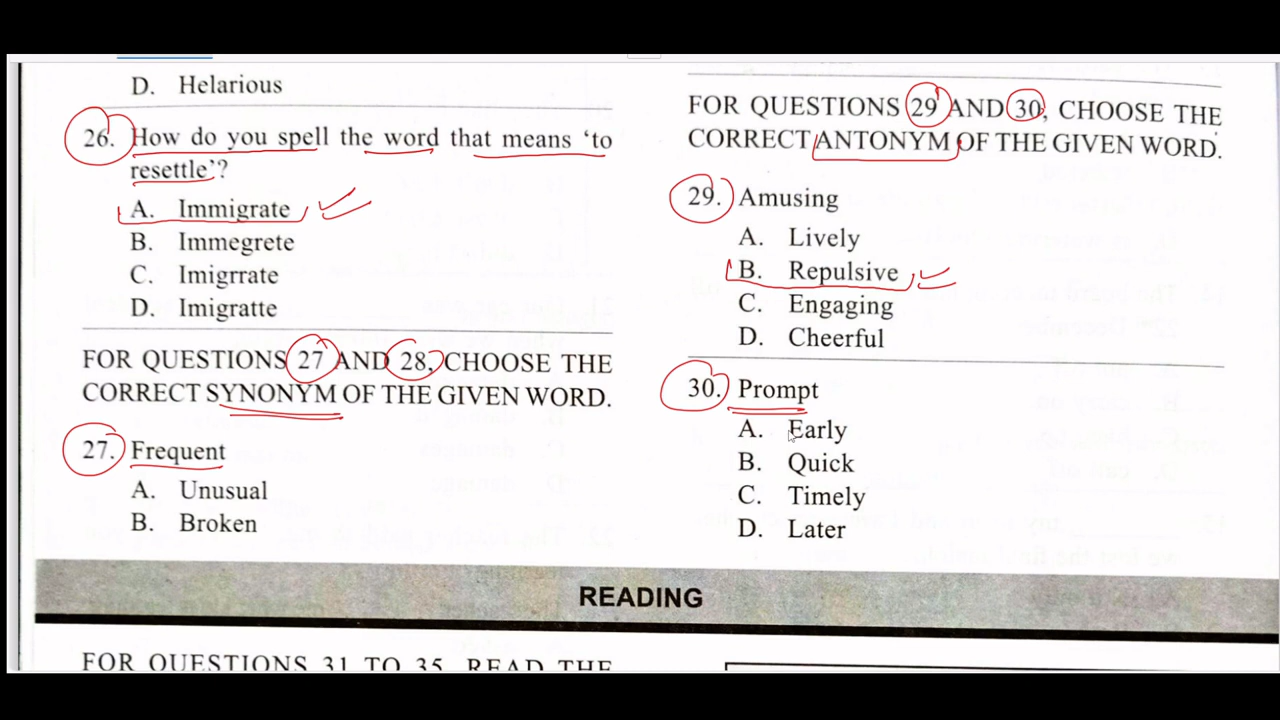 D. Helarious
26. How do you spell the word that means ‘to
resettle’?
A. Immigrate
B. Immegrete
C. Imigrrate
D. Imigratte
FOR QUESTIONS 27 AND 28, CHOOSE THE
CORRECT SYNONYM OF THE GIVEN WORD.
27. Frequent
A. Unusual
B. Broken
FOR QUESTIONS 29 AND 30, CHOOSE THE
CORRECT ANTONYM OF THE GIVEN WORD.
29. Amusing
A. Lively
B. Repulsive
C. Engaging
D. Cheerful
30. Prompt
A. Early
B. Quick
C. Timely
D. Later
READING
FOR QUESTIONS 31 TO 35, READ THE